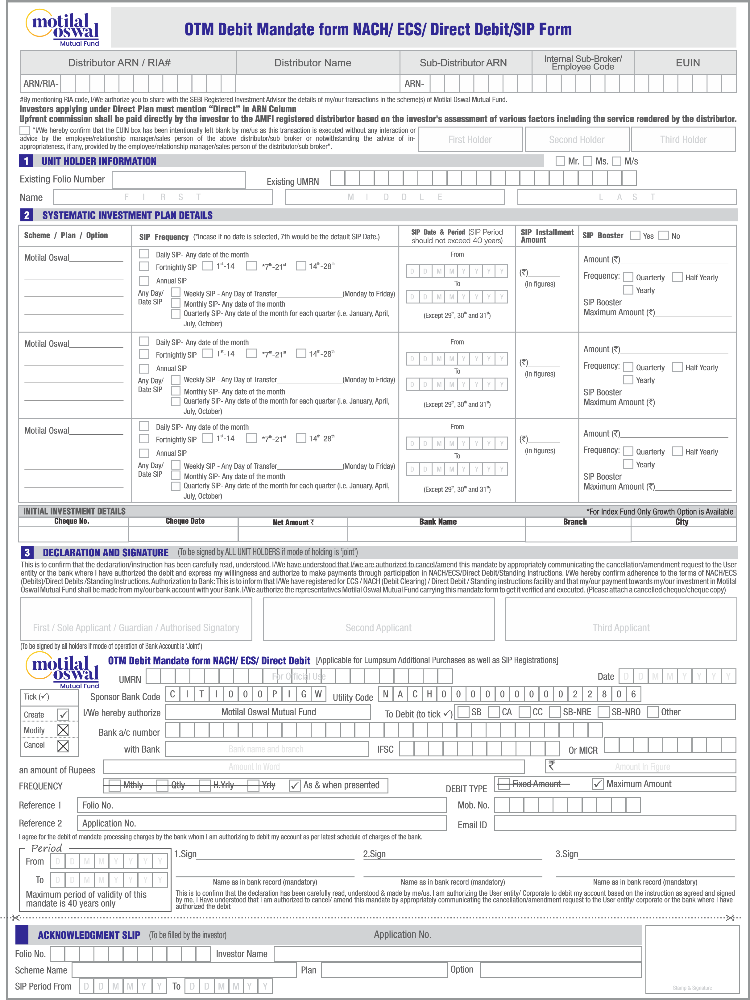 motilal oswal
Mutual Fund
OTM Debit Mandate form NACH/ ECS/ Direct Debit/SIP Form
Distributor ARN / RIA# Distributor Name Sub-Distributor ARN Internal Sub-Broker/ Employee Code EUIN
ARN/RIA- ARN-
#By mentioning RIA code, I/We authorize you to share with the SEBI Registered Investment Advisor the details of my/our transactions in the scheme(s) of Motilal Oswal Mutual Fund.
Investors applying under Direct Plan must mention “Direct” in ARN Column
Upfront commission shall be paid directly by the investor to the AMFI registered distributor based on the investor's assessment of various factors including the service rendered by the distributor.
“I/We hereby confirm that the EUIN box has been intentionally left blank by me/us as this transaction is executed without any interaction or
advice by the employee/relationship manager/sales person of the above distributor/sub broker or notwithstanding the advice of in-
appropriateness, if any, provided by the employee/relationship manager/sales person of the distributor/sub broker".
First Holder Second Holder Third Holder
1 UNIT HOLDER INFORMATION Mr. Ms. M/s
Existing Folio Number Existing UMRN
Name F I R S T M I D D L E L A S T
2 SYSTEMATIC INVESTMENT PLAN DETAILS
Scheme / Plan / Option SIP Frequency (*Incase if no date is selected, 7th would be the default SIP Date.) SIP Date & Period (SIP Period should not exceed 40 years) SIP Installment Amount SIP Booster Yes No
Motilal Oswal
Daily SIP- Any date of the month
Fortnightly SIP 1st-14 *7th-21st 14th-28th
Annual SIP
Any Day/ Date SIP
Weekly SIP - Any Day of Transfer (Monday to Friday)
Monthly SIP- Any date of the month
Quarterly SIP- Any date of the month for each quarter (i.e. January, April,
July, October)
From
D D M M Y Y Y Y
To
D D M M Y Y Y Y
(Except 29th, 30th and 31st)
(₹)
(in figures)
Amount (₹)
Frequency: Quarterly Half Yearly
Yearly
SIP Booster
Maximum Amount (₹)
Motilal Oswal
Daily SIP- Any date of the month
Fortnightly SIP 1st-14 *7th-21st 14th-28th
Annual SIP
Any Day/ Date SIP
Weekly SIP - Any Day of Transfer (Monday to Friday)
Monthly SIP- Any date of the month
Quarterly SIP- Any date of the month for each quarter (i.e. January, April,
July, October)
From
D D M M Y Y Y Y
To
D D M M Y Y Y Y
(Except 29th, 30th and 31st)
(₹)
(in figures)
Amount (₹)
Frequency: Quarterly Half Yearly
Yearly
SIP Booster
Maximum Amount (₹)
Motilal Oswal
Daily SIP- Any date of the month
Fortnightly SIP 1st-14 *7th-21st 14th-28th
Annual SIP
Any Day/ Date SIP
Weekly SIP - Any Day of Transfer (Monday to Friday)
Monthly SIP- Any date of the month
Quarterly SIP- Any date of the month for each quarter (i.e. January, April,
July, October)
From
D D M M Y Y Y Y
To
D D M M Y Y Y Y
(Except 29th, 30th and 31st)
(₹)
(in figures)
Amount (₹)
Frequency: Quarterly Half Yearly
Yearly
SIP Booster
Maximum Amount (₹)
INITIAL INVESTMENT DETAILS *For Index Fund Only Growth Option is Available
Cheque No. Cheque Date Net Amount ₹ Bank Name Branch City
3 DECLARATION AND SIGNATURE (To be signed by ALL UNIT HOLDERS if mode of holding is ‘joint’)
This is to confirm that the declaration/instruction has been carefully read, understood. I/We have understood that I/we are authorized to cancel/amend this mandate by appropriately communicating the cancellation/amendment request to the User
entity or the bank where I have authorized the debit and express my willingness and authorize to make payments through participation in NACH/ECS/Direct Debit/Standing Instructions. I/We hereby confirm adherence to the terms of NACH/ECS
(Debits)/Direct Debits /Standing Instructions. Authorization to Bank: This is to inform that I/We have registered for ECS / NACH (Debit Clearing) / Direct Debit / Standing instructions facility and that my/our payment towards my/our investment in Motilal
Oswal Mutual Fund shall be made from my/our bank account with your Bank. I/We authorize the representatives Motilal Oswal Mutual Fund carrying this mandate form to get it verified and executed. (Please attach a cancelled cheque/cheque copy)
First / Sole Applicant / Guardian / Authorised Signatory Second Applicant Third Applicant
(To be signed by all holders if mode of operation of Bank Account is ‘Joint’)
motilal oswal
Mutual Fund
OTM Debit Mandate form NACH/ ECS/ Direct Debit [Applicable for Lumpsum Additional Purchases as well as SIP Registrations]
UMRN For Official Use Date D D M M Y Y Y Y
Tick (✓)
Create ✓
Modify
Cancel
Sponsor Bank Code C I T I 0 0 0 P I G W Utility Code N A C H 0 0 0 0 0 0 0 0 0 2 2 8 0 6
I/We hereby authorize Motilal Oswal Mutual Fund To Debit (to tick ✓) SB CA CC SB-NRE SB-NRO Other
Bank a/c number
with Bank Bank name and branch IFSC Or MICR
an amount of Rupees Amount In Word ₹ Amount In Figure
FREQUENCY Mthly Qtly H.Yrly Yrly ✓ As & when presented DEBIT TYPE Fixed Amount ✓ Maximum Amount
Reference 1 Folio No. Mob. No.
Reference 2 Application No. Email ID
I agree for the debit of mandate processing charges by the bank whom I am authorizing to debit my account as per latest schedule of charges of the bank.
Period
From D D M M Y Y Y Y
To D D M M Y Y Y Y
Maximum period of validity of this
mandate is 40 years only
1.Sign 2.Sign 3.Sign
Name as in bank record (mandatory) Name as in bank record (mandatory) Name as in bank record (mandatory)
This is to confirm that the declaration has been carefully read, understood & made by me/us. I am authorizing the User entity/ Corporate to debit my account based on the instruction as agreed and signed
by me. I Have understood that I am authorized to cancel/ amend this mandate by appropriately communicating the cancellation/amendment request to the User entity/ corporate or the bank where I have
authorized the debit
ACKNOWLEDGMENT SLIP (To be filled by the investor) Application No.
Folio No. Investor Name
Scheme Name Plan Option
SIP Period From D D M M Y Y To D D M M Y Y
Stamp & Signature